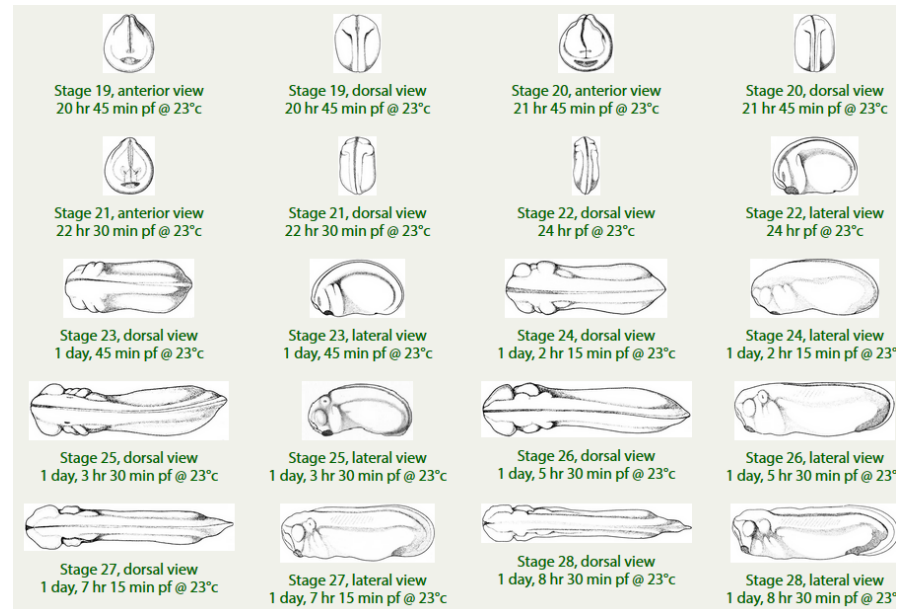 Stage 19, anterior view
20 hr 45 min pf @ 23°c
Stage 19, dorsal view
20 hr 45 min pf @ 23°c
Stage 20, anterior view
21 hr 45 min pf @ 23°c
Stage 20, dorsal view
21 hr 45 min pf @ 23°c
Stage 21, anterior view
22 hr 30 min pf @ 23°c
Stage 21, dorsal view
22 hr 30 min pf @ 23°c
Stage 22, dorsal view
24 hr pf @ 23°c
Stage 22, lateral view
24 hr pf @ 23°c
Stage 23, dorsal view
1 day, 45 min pf @ 23°c
Stage 23, lateral view
1 day, 45 min pf @ 23°c
Stage 24, dorsal view
1 day, 2 hr 15 min pf @ 23°c
Stage 24, lateral view
1 day, 2 hr 15 min pf @ 23°
Stage 25, dorsal view
1 day, 3 hr 30 min pf @ 23°c
Stage 25, lateral view
1 day, 3 hr 30 min pf @ 23°c
Stage 26, dorsal view
1 day, 5 hr 30 min pf @ 23°c
Stage 26, lateral view
1 day, 5 hr 30 min pf @ 23°
Stage 27, dorsal view
1 day, 7 hr 15 min pf @ 23°c
Stage 27, lateral view
1 day, 7 hr 15 min pf @ 23°c
Stage 28, dorsal view
1 day, 8 hr 30 min pf @ 23°c
Stage 28, lateral view
1 day, 8 hr 30 min pf @ 23°